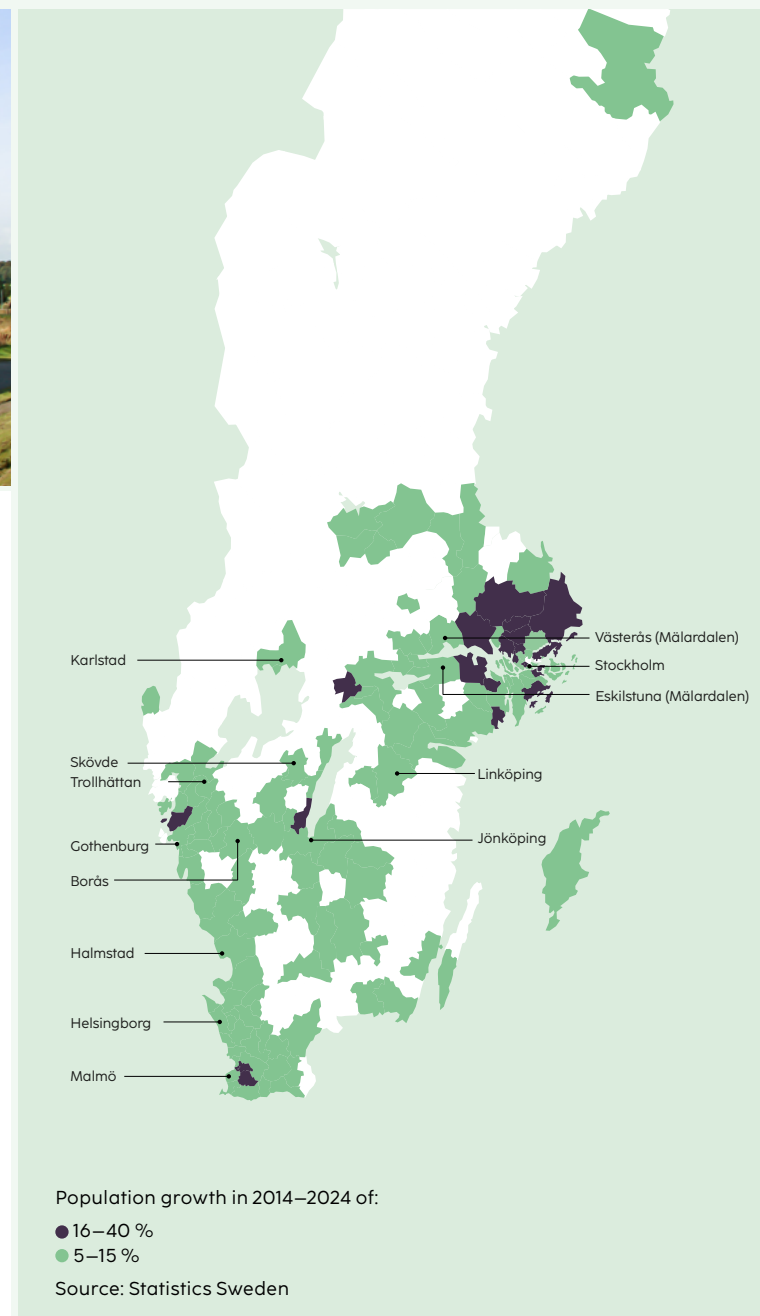 Västerås (Mälardalen)
Karlstad
Stockholm
Eskilstuna (Mälardalen)
Skövde
Linköping
Trollhättan
Jönköping
Gothenburg
Borås
Halmstad
Helsingborg
Malmö
Population growth in 2014–2024 of:
16–40 %
5–15 %
Source: Statistics Sweden